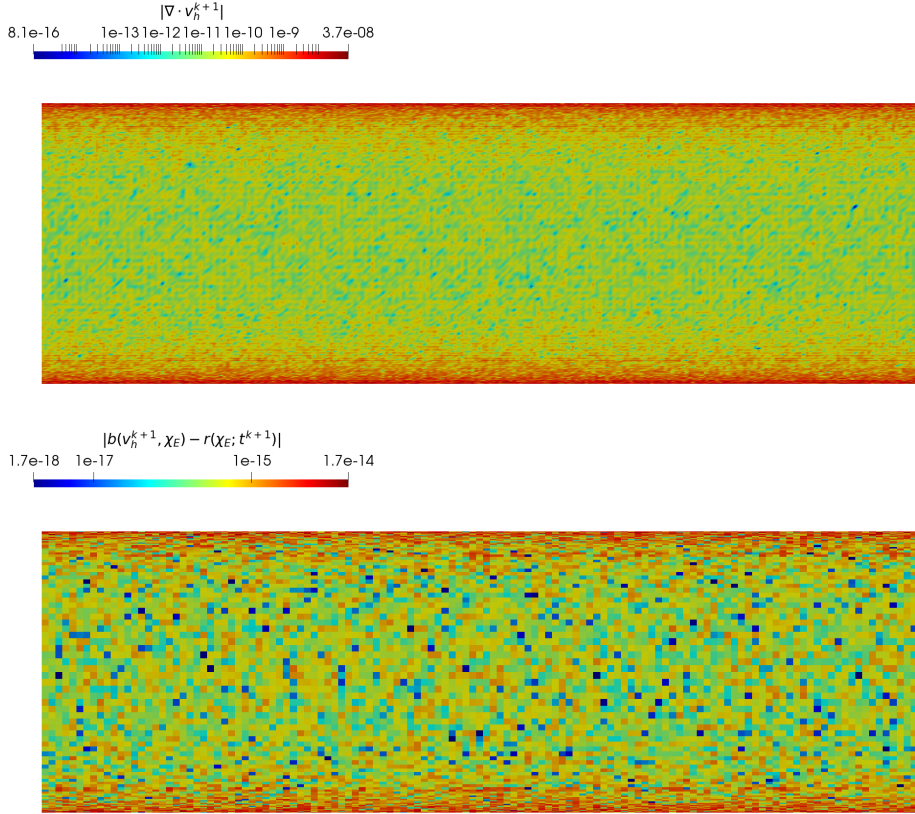 |∇ · v_h^{k+1}|
8.1e-16 1e-13 1e-12 1e-11 1e-10 1e-9 3.7e-08
|b(v_h^{k+1}, χ_E) − r(χ_E; t^{k+1})|
1.7e-18 1e-17 1e-15 1.7e-14